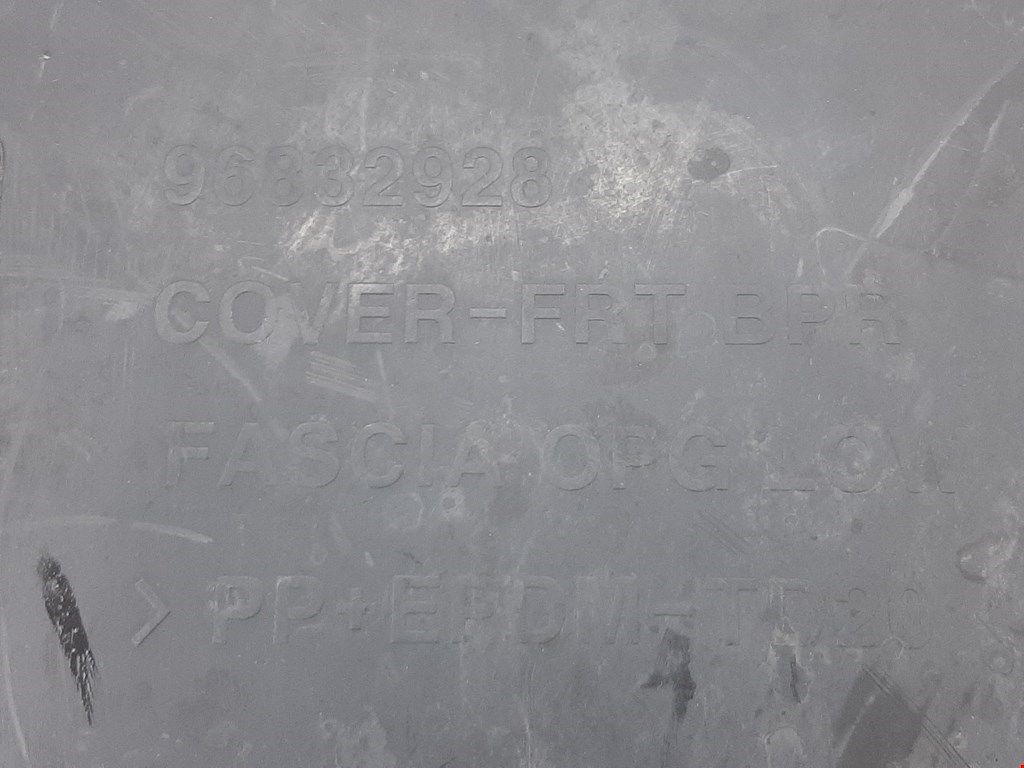 96832928
COVER-FRT BPR
FASCIA OPG LOW
>PP+EPDM-TD20